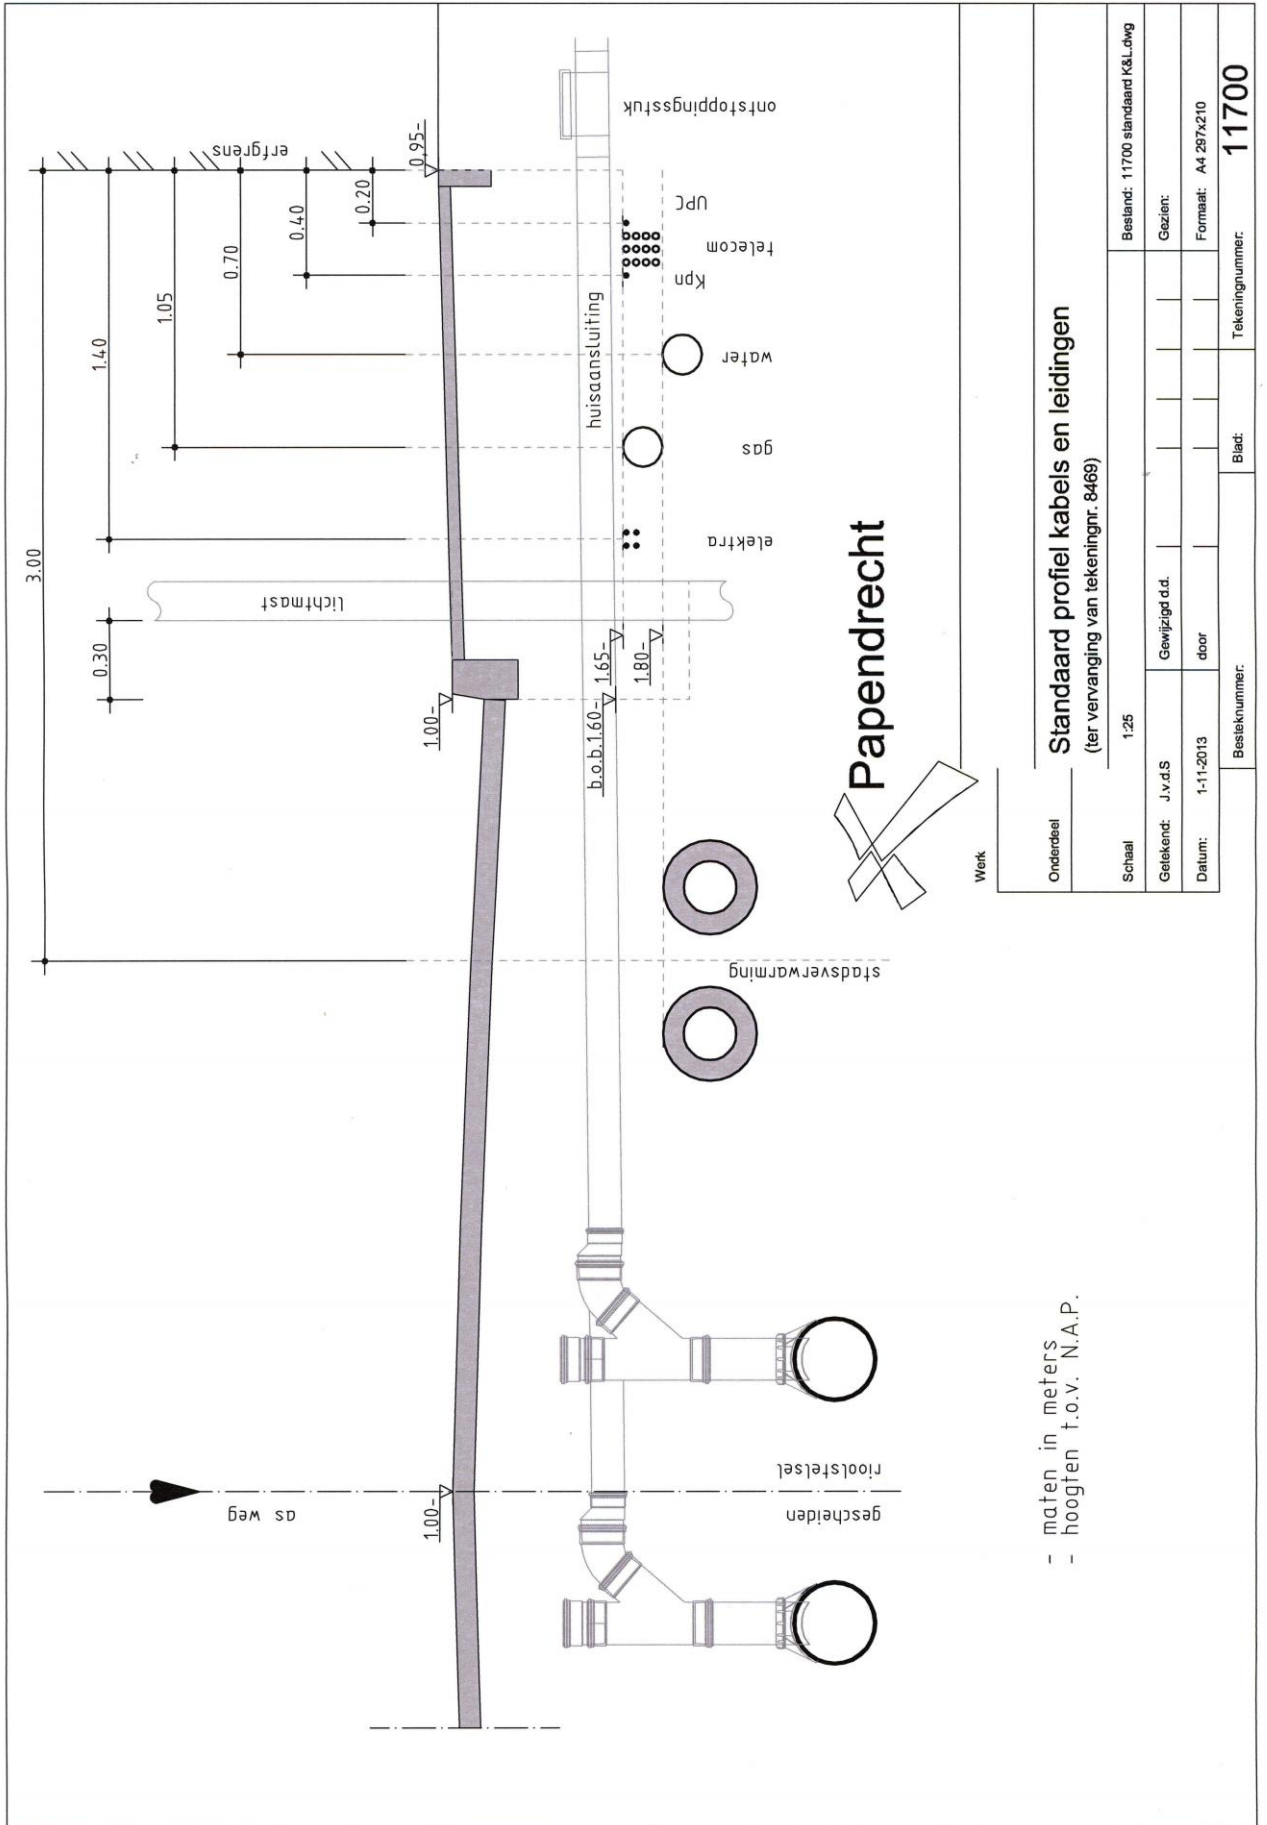 3.00
1.40
1.05
0.70
0.40
0.20
0.30
erfgrens
lichtmast
as weg
0,95-
1.00-
1.00-
b.o.b.1.60-
1.65-
1.80-
huisaansluiting
ontstoppingsstuk
UPC
telecom
Kpn
water
gas
elektra
stadsverwarming
gescheiden
rioolstelsel
- maten in meters
- hoogten t.o.v. N.A.P.
Papendrecht
Werk
Onderdeel
Standaard profiel kabels en leidingen
(ter vervanging van tekeningnr. 8469)
Schaal 1:25
Bestand: 11700 standaard K&L.dwg
Getekend: J.v.d.S
Gewijzigd d.d.
Gezien:
Datum: 1-11-2013
door
Formaat: A4 297x210
Besteknummer:
Blad:
Tekeningnummer:
11700